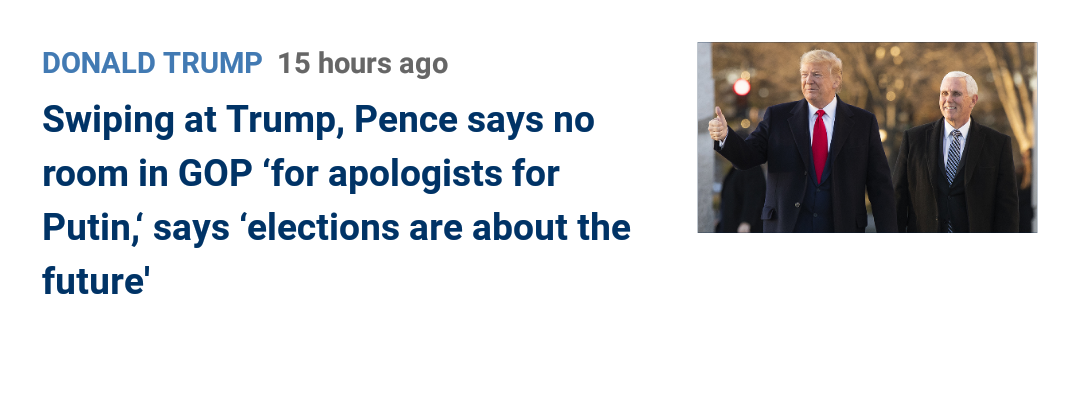 DONALD TRUMP 15 hours ago
Swiping at Trump, Pence says no
room in GOP ‘for apologists for
Putin,‘ says ‘elections are about the
future'